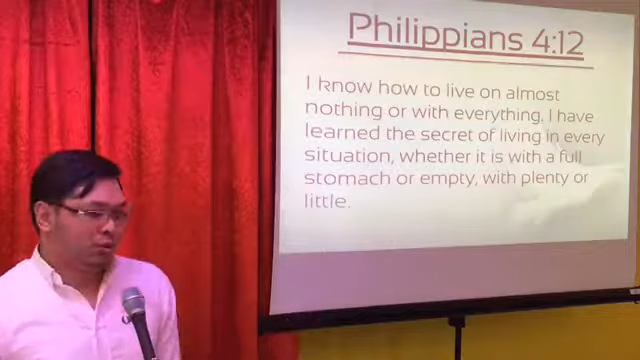 Philippians 4:12
I know how to live on almost
nothing or with everything. I have
learned the secret of living in every
situation, whether it is with a full
stomach or empty, with plenty or
little.